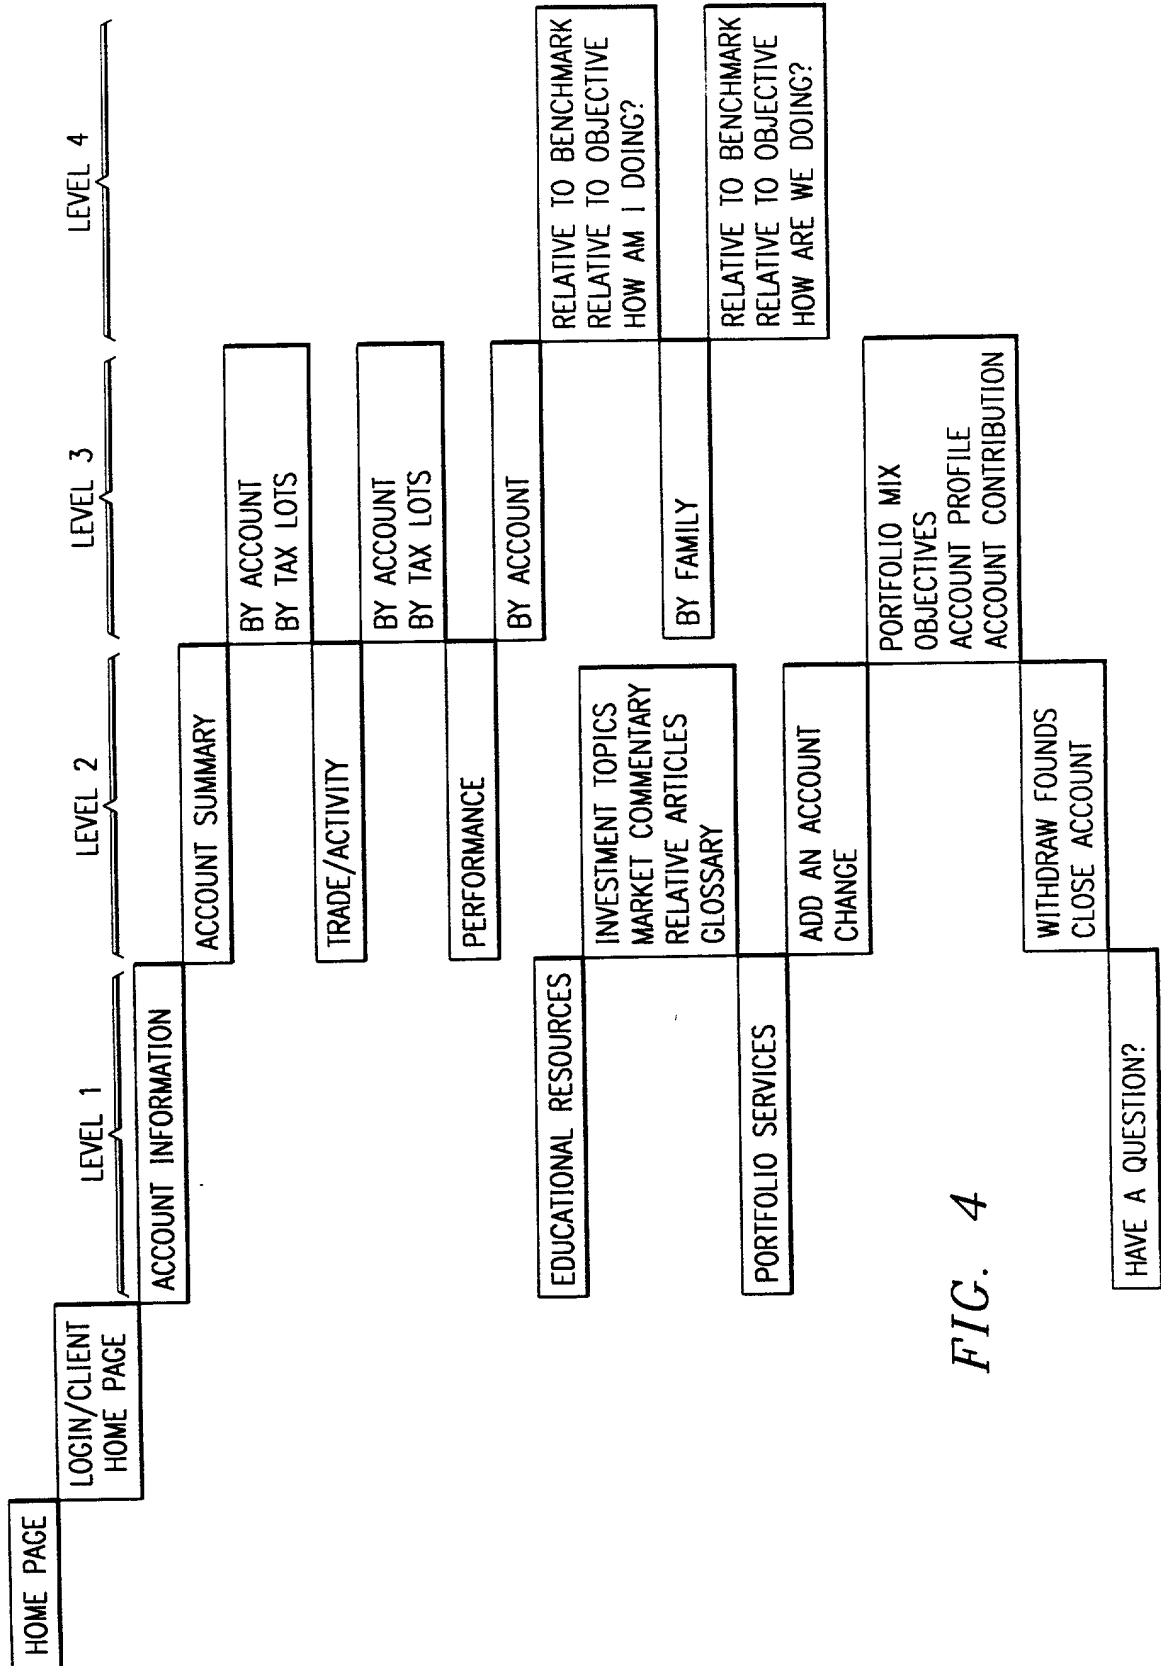 HOME PAGE
LOGIN/CLIENT
HOME PAGE
LEVEL 1
LEVEL 2
LEVEL 3
LEVEL 4
ACCOUNT INFORMATION
ACCOUNT SUMMARY
BY ACCOUNT
BY TAX LOTS
TRADE/ACTIVITY
BY ACCOUNT
BY TAX LOTS
PERFORMANCE
BY ACCOUNT
RELATIVE TO BENCHMARK
RELATIVE TO OBJECTIVE
HOW AM I DOING?
BY FAMILY
RELATIVE TO BENCHMARK
RELATIVE TO OBJECTIVE
HOW ARE WE DOING?
EDUCATIONAL RESOURCES
INVESTMENT TOPICS
MARKET COMMENTARY
RELATIVE ARTICLES
GLOSSARY
PORTFOLIO SERVICES
ADD AN ACCOUNT
CHANGE
PORTFOLIO MIX
OBJECTIVES
ACCOUNT PROFILE
ACCOUNT CONTRIBUTION
WITHDRAW FOUNDS
CLOSE ACCOUNT
HAVE A QUESTION?
FIG. 4